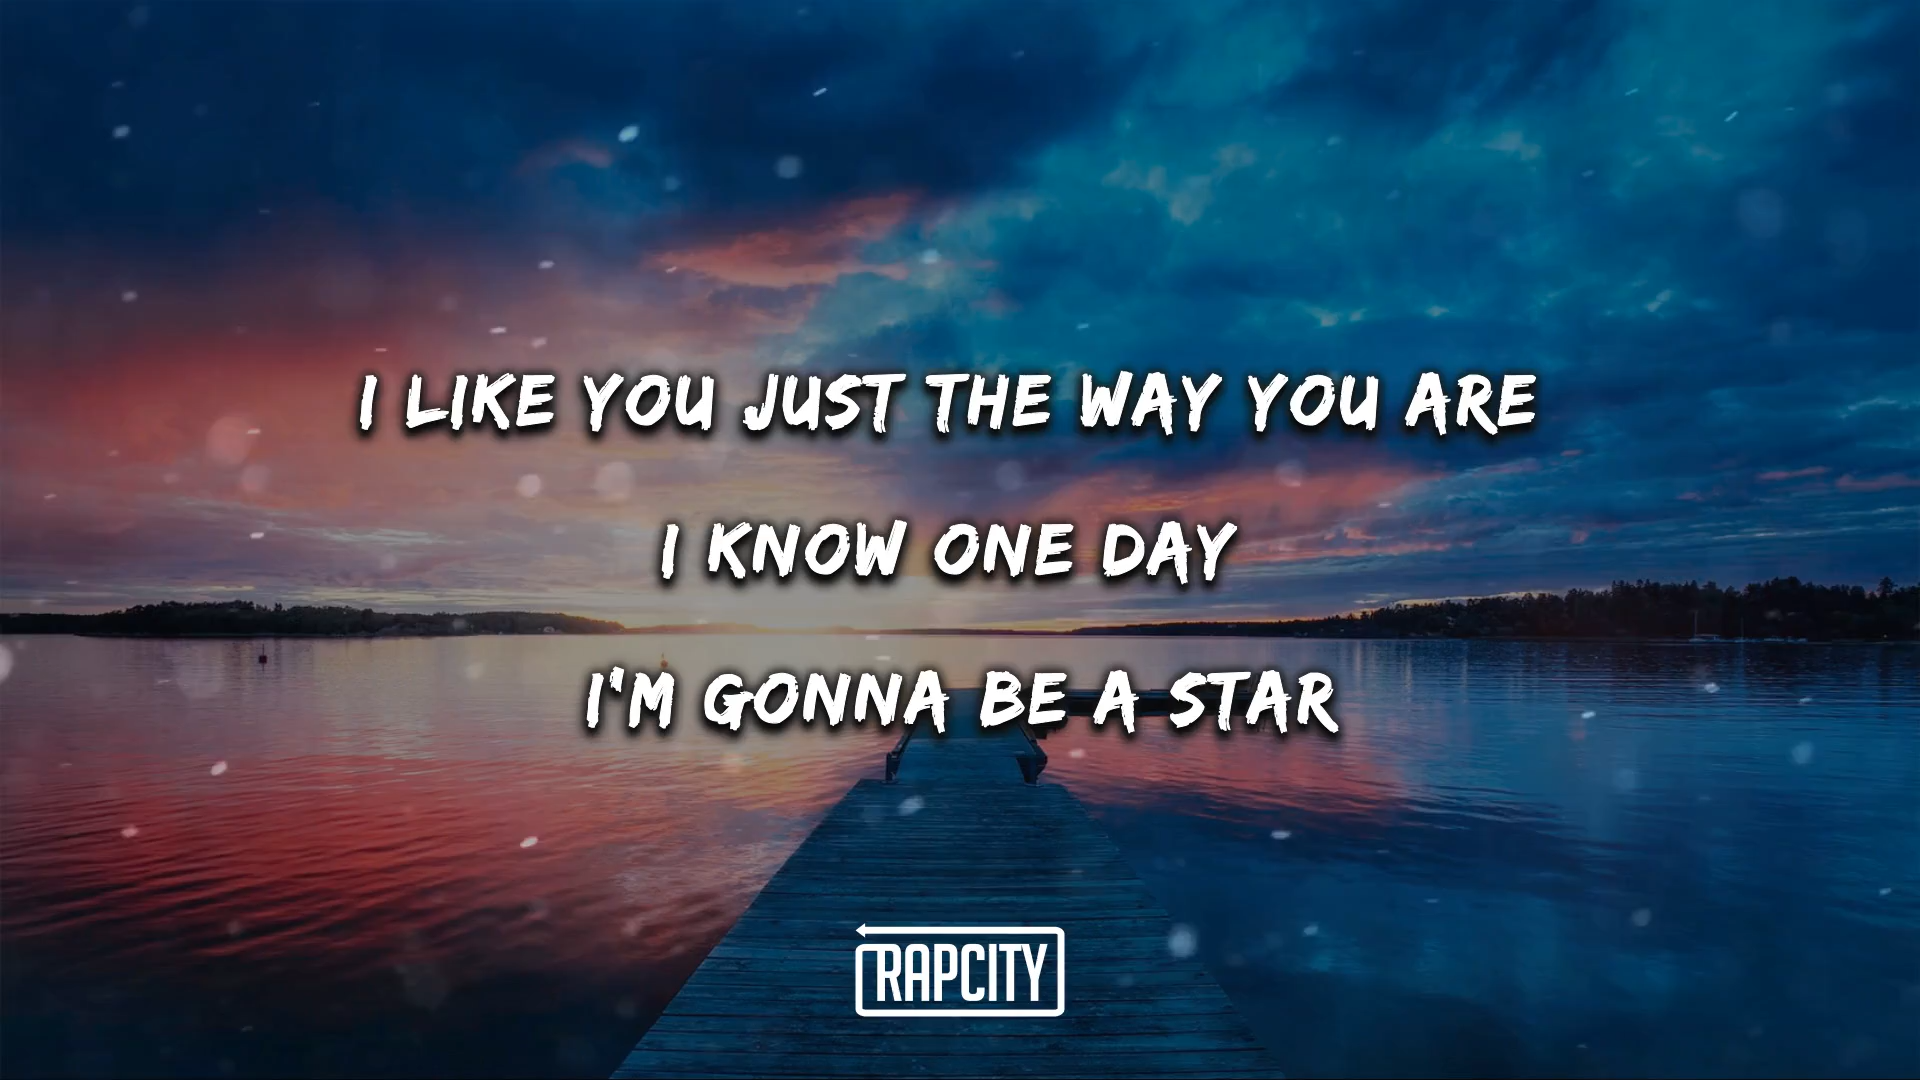 I LIKE YOU JUST THE WAY YOU ARE
I KNOW ONE DAY
I'M GONNA BE A STAR
RAPCITY